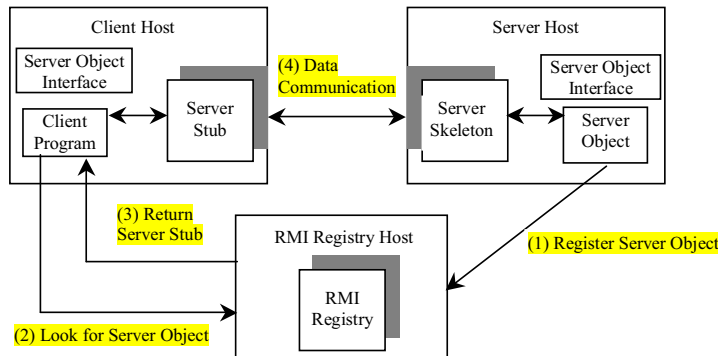 Client Host
Server Object
Interface
Client
Program
Server
Stub
(4) Data
Communication
Server Host
Server Object
Interface
Server
Skeleton
Server
Object
(3) Return
Server Stub
RMI Registry Host
(1) Register Server Object
RMI
Registry
(2) Look for Server Object